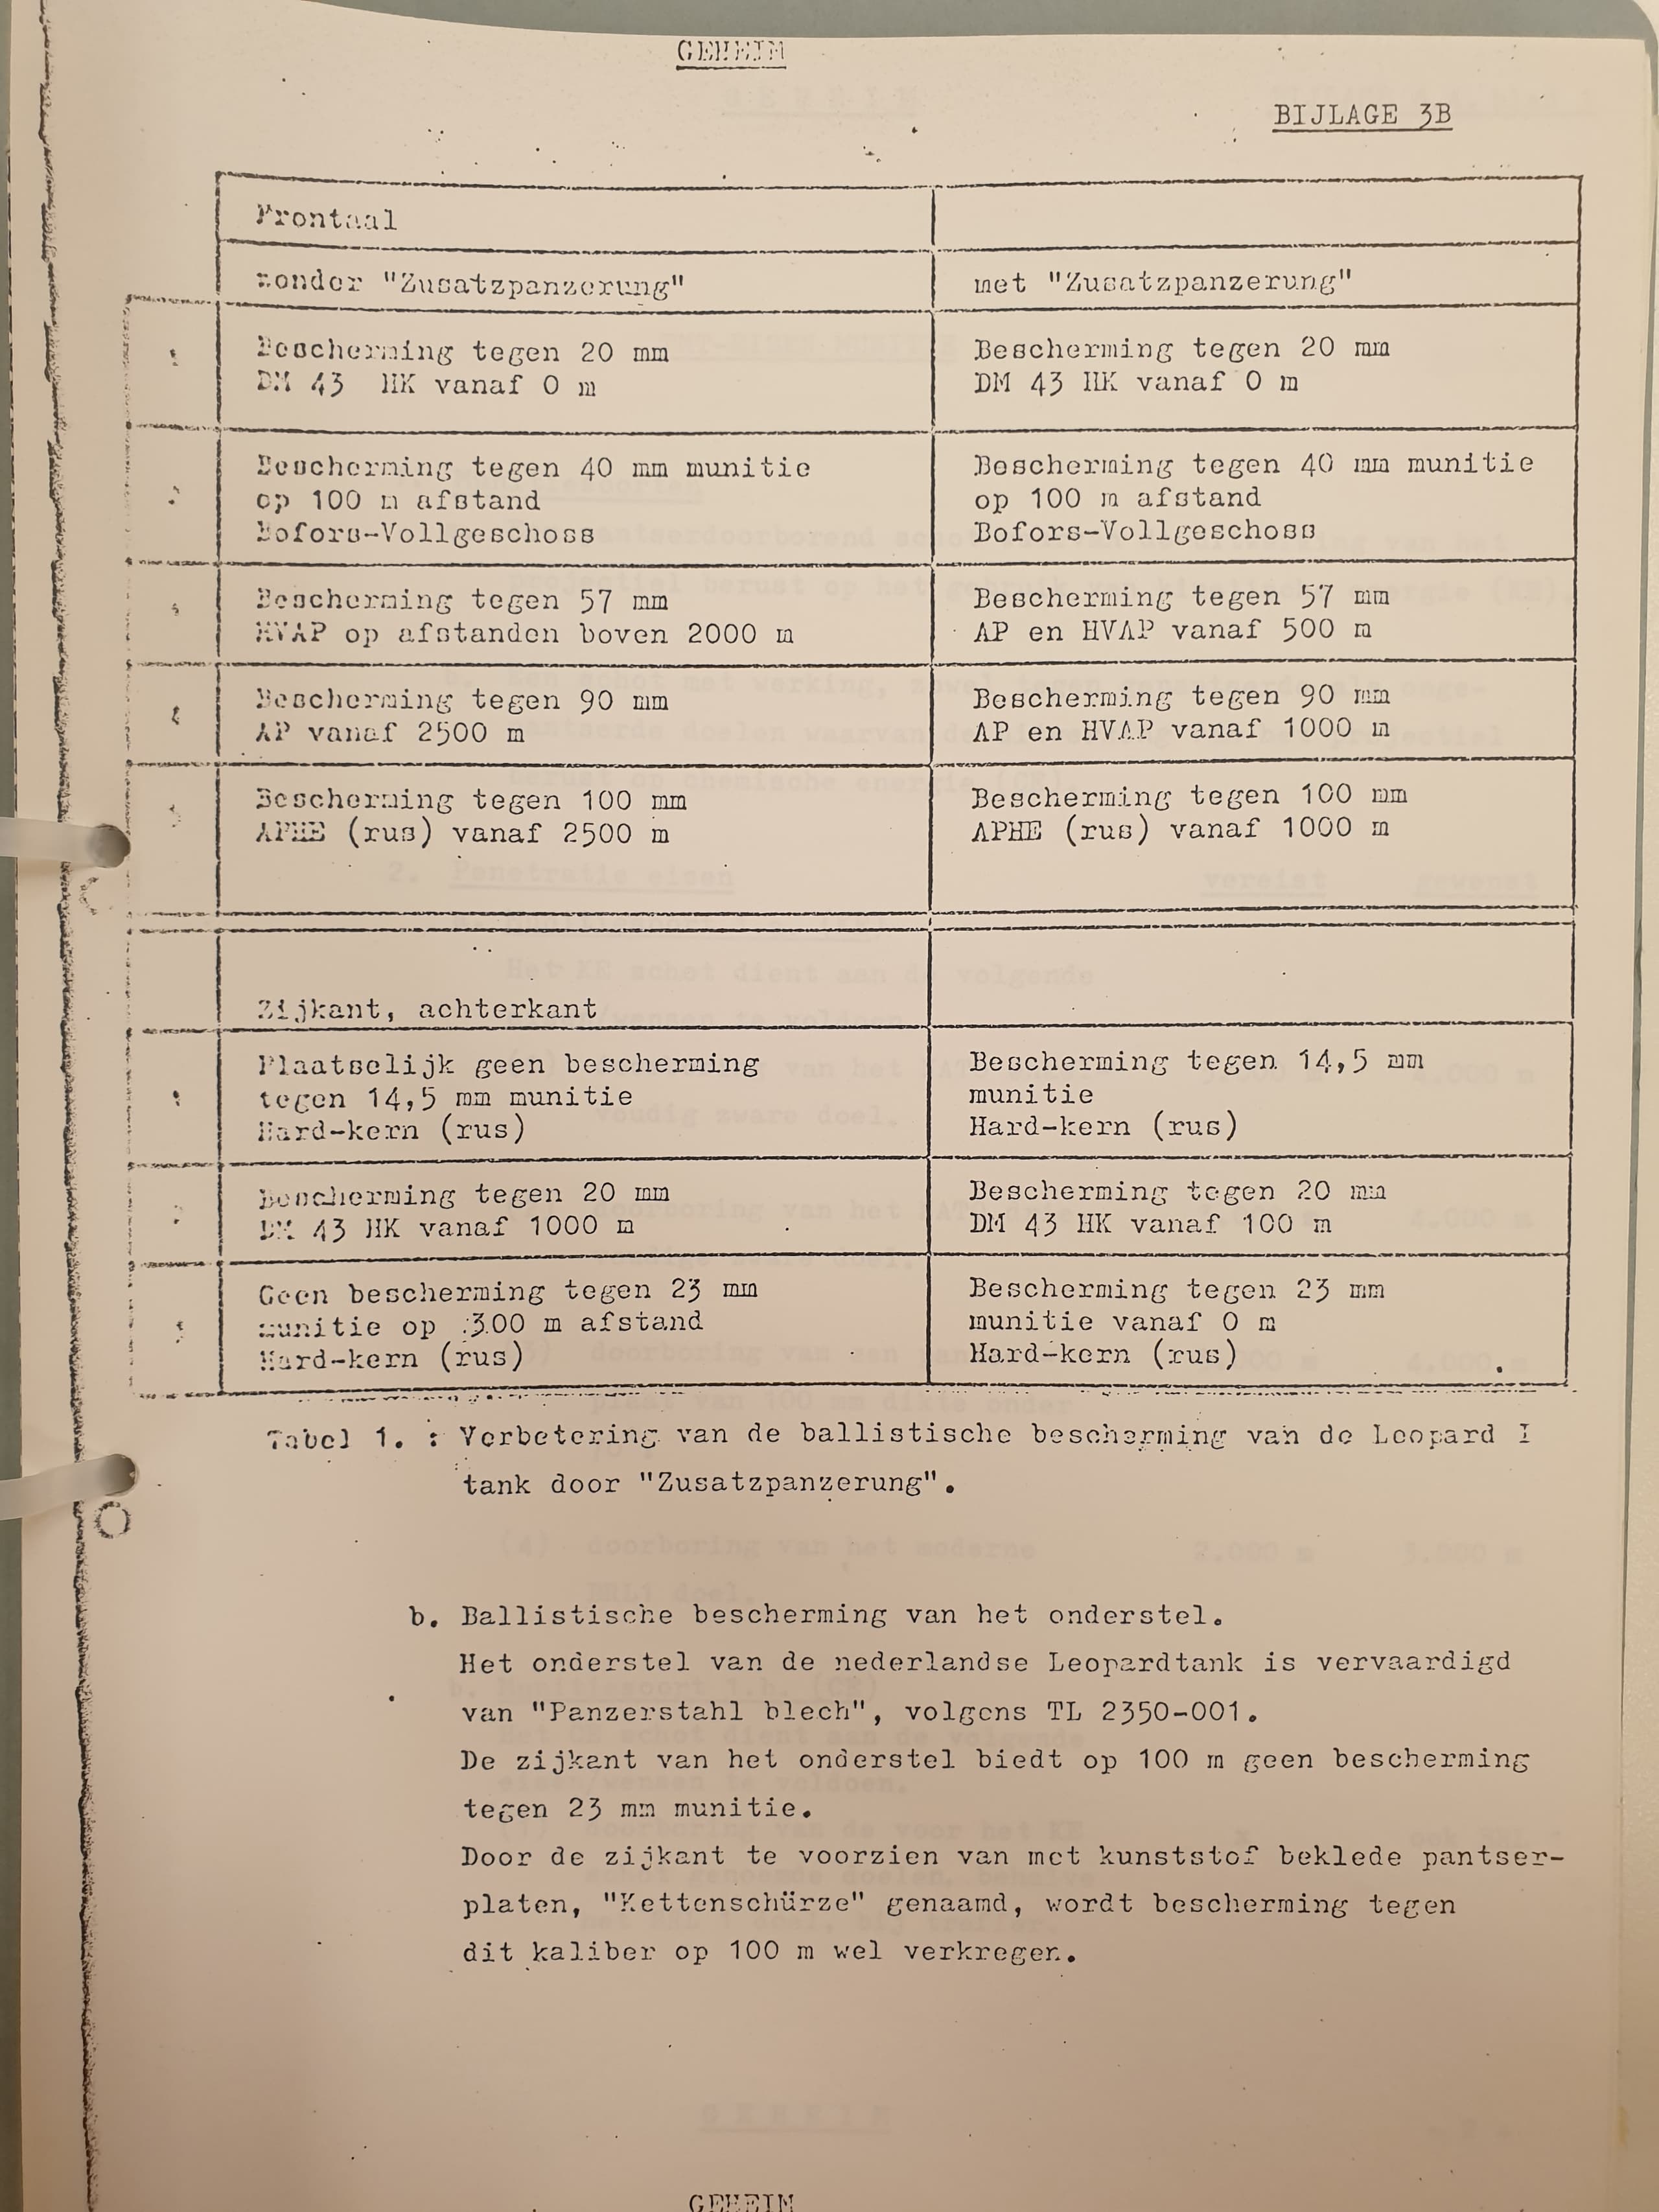 GEHEIM
BIJLAGE 3B
Frontaal
zonder "Zusatzpanzerung"
met "Zusatzpanzerung"
Bescherming tegen 20 mm
DM 43 HK vanaf 0 m
Bescherming tegen 20 mm
DM 43 HK vanaf 0 m
Bescherming tegen 40 mm munitie
op 100 m afstand
Bofors-Vollgeschoss
Bescherming tegen 40 mm munitie
op 100 m afstand
Bofors-Vollgeschoss
Bescherming tegen 57 mm
HVAP op afstanden boven 2000 m
Bescherming tegen 57 mm
AP en HVAP vanaf 500 m
Bescherming tegen 90 mm
AP vanaf 2500 m
Bescherming tegen 90 mm
AP en HVAP vanaf 1000 m
Bescherming tegen 100 mm
APHE (rus) vanaf 2500 m
Bescherming tegen 100 mm
APHE (rus) vanaf 1000 m
Zijkant, achterkant
Plaatselijk geen bescherming
tegen 14,5 mm munitie
Hard-kern (rus)
Bescherming tegen 14,5 mm
munitie
Hard-kern (rus)
Bescherming tegen 20 mm
DM 43 HK vanaf 1000 m
Bescherming tegen 20 mm
DM 43 HK vanaf 100 m
Geen bescherming tegen 23 mm
munitie op 300 m afstand
Hard-kern (rus)
Bescherming tegen 23 mm
munitie vanaf 0 m
Hard-kern (rus)
Tabel 1. : Verbetering van de ballistische bescherming van de Leopard I
tank door "Zusatzpanzerung".
b. Ballistische bescherming van het onderstel.
Het onderstel van de nederlandse Leopardtank is vervaardigd
van "Panzerstahl blech", volgens TL 2350-001.
De zijkant van het onderstel biedt op 100 m geen bescherming
tegen 23 mm munitie.
Door de zijkant te voorzien van met kunststof beklede pantser-
platen, "Kettenschürze" genaamd, wordt bescherming tegen
dit kaliber op 100 m wel verkregen.
GEHEIM